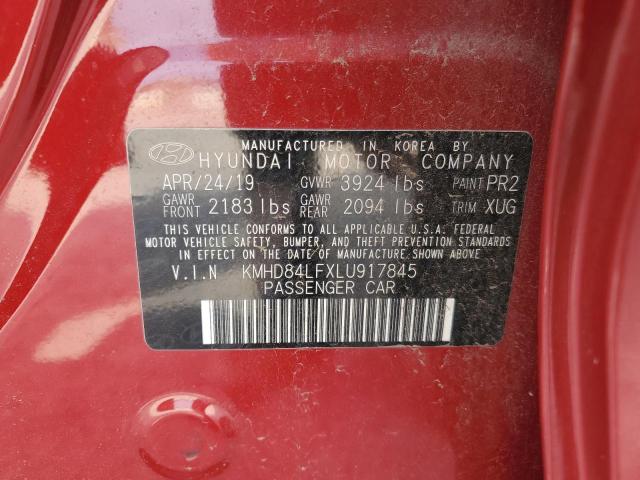 MANUFACTURED IN KOREA BY
HYUNDAI MOTOR COMPANY
APR/24/19 GVWR 3924 lbs PAINT PR2
GAWR FRONT 2183 lbs GAWR REAR 2094 lbs TRIM XUG
THIS VEHICLE CONFORMS TO ALL APPLICABLE U.S.A. FEDERAL
MOTOR VEHICLE SAFETY, BUMPER, AND THEFT PREVENTION STANDARDS
IN EFFECT ON THE DATE OF MANUFACTURE SHOWN ABOVE.
V.I.N KMHD84LFXLU917845
PASSENGER CAR